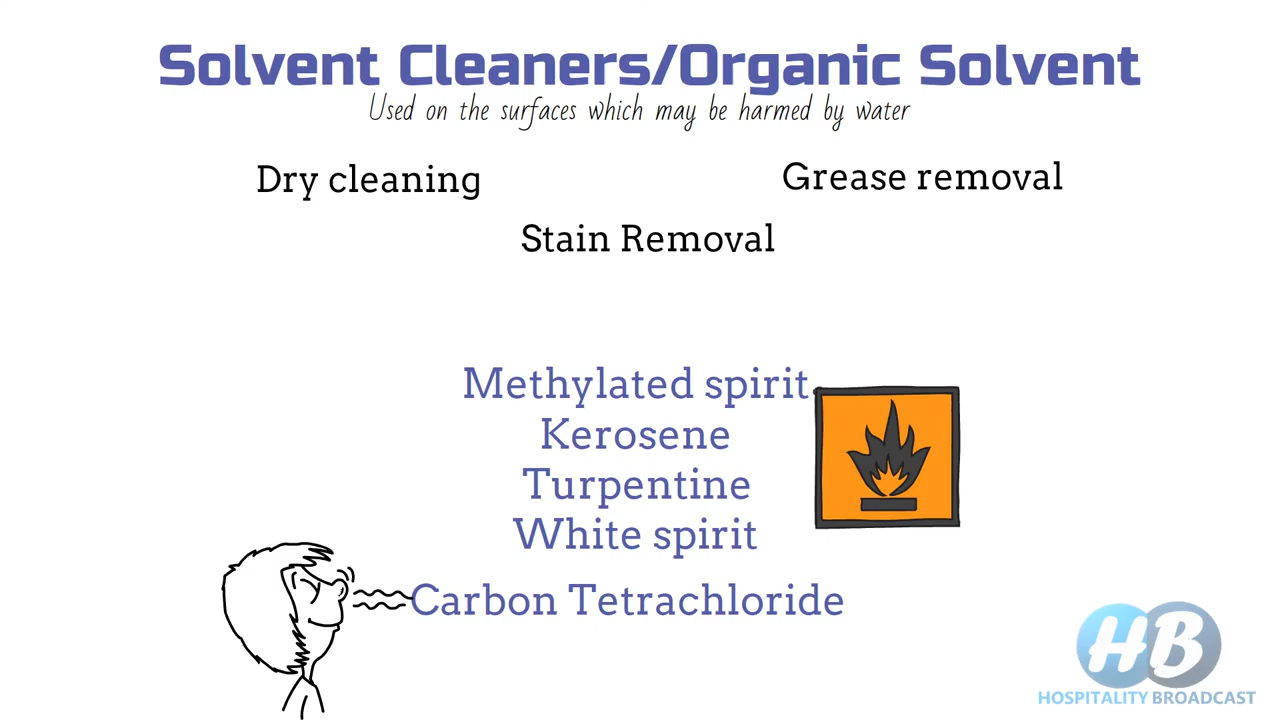 Solvent Cleaners/Organic Solvent
Used on the surfaces which may be harmed by water
Dry cleaning
Grease removal
Stain Removal
Methylated spirit
Kerosene
Turpentine
White spirit
Carbon Tetrachloride
HB
HOSPITALITY BROADCAST